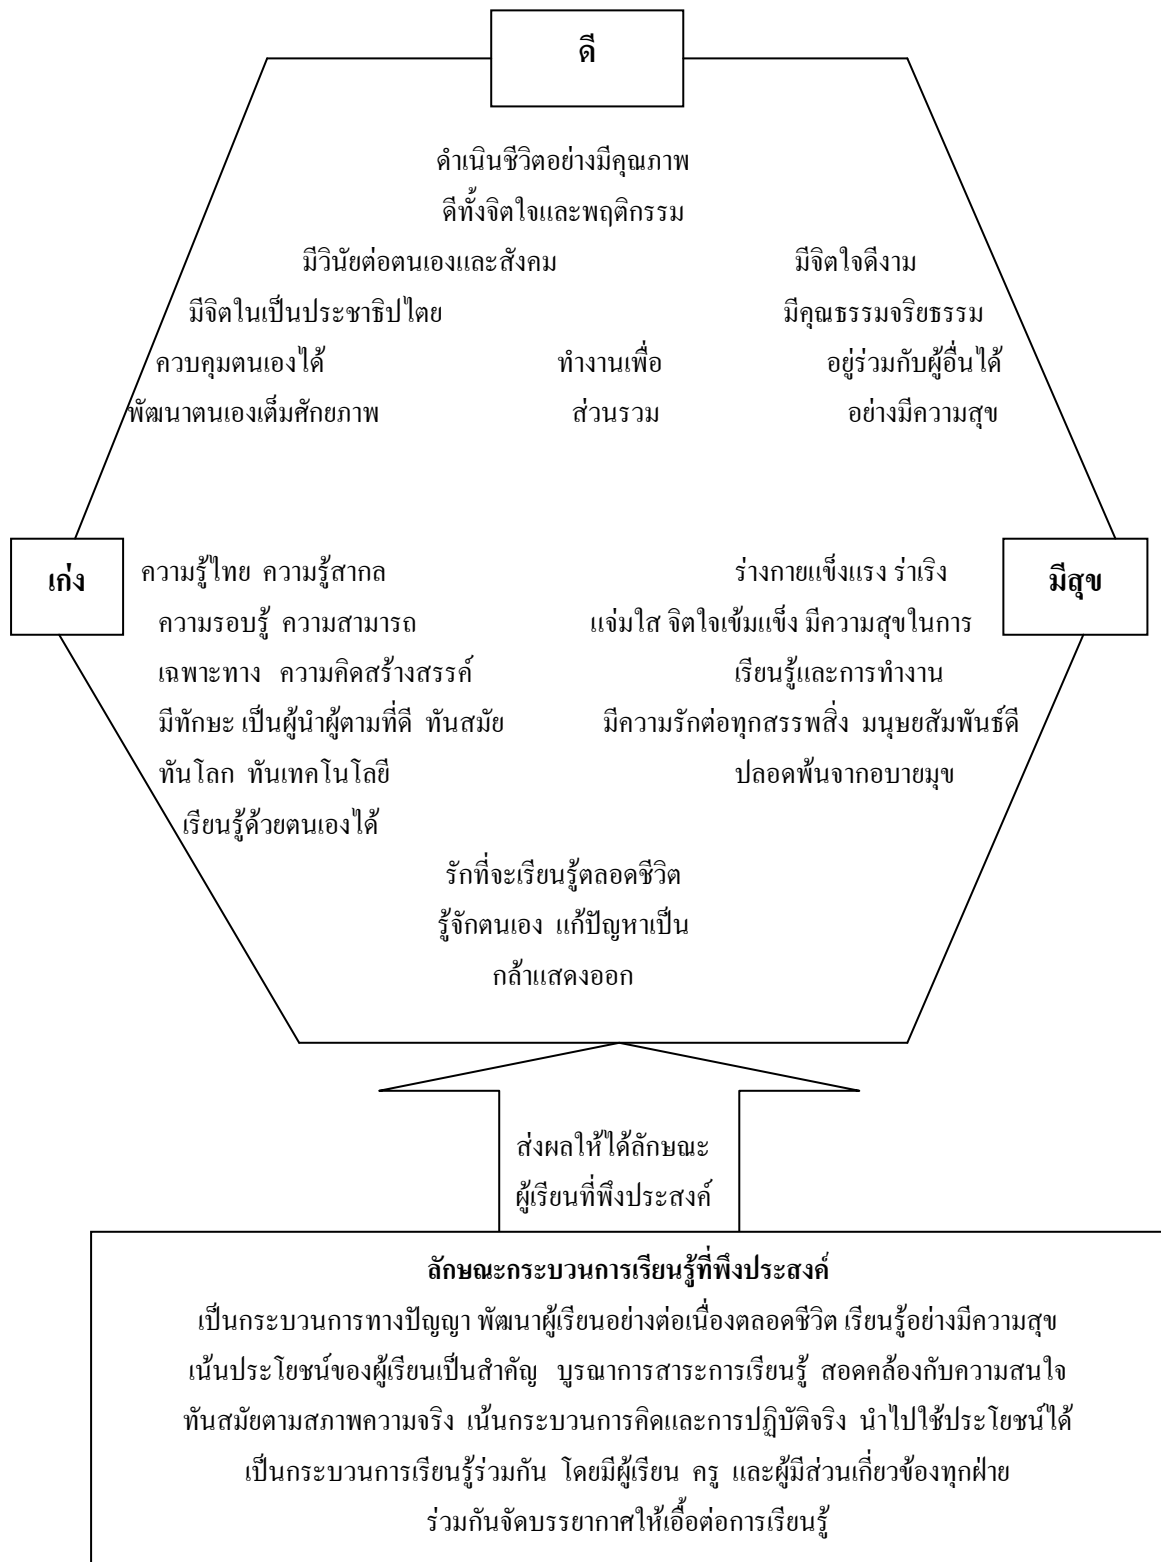 ดี
ดำเนินชีวิตอย่างมีคุณภาพ
ดีทั้งจิตใจและพฤติกรรม
มีวินัยต่อตนเองและสังคม มีจิตใจดีงาม
มีจิตในเป็นประชาธิปไตย มีคุณธรรมจริยธรรม
ควบคุมตนเองได้ ทำงานเพื่อ อยู่ร่วมกับผู้อื่นได้
พัฒนาตนเองเต็มศักยภาพ ส่วนรวม อย่างมีความสุข
เก่ง ความรู้ไทย ความรู้สากล ร่างกายแข็งแรง ร่าเริง มีสุข
ความรอบรู้ ความสามารถ แจ่มใส จิตใจเข้มแข็ง มีความสุขในการ
เฉพาะทาง ความคิดสร้างสรรค์ เรียนรู้และการทำงาน
มีทักษะ เป็นผู้นำผู้ตามที่ดี ทันสมัย มีความรักต่อทุกสรรพสิ่ง มนุษยสัมพันธ์ดี
ทันโลก ทันเทคโนโลยี ปลอดพ้นจากอบายมุข
เรียนรู้ด้วยตนเองได้
รักที่จะเรียนรู้ตลอดชีวิต
รู้จักตนเอง แก้ปัญหาเป็น
กล้าแสดงออก
ส่งผลให้ได้ลักษณะ
ผู้เรียนที่พึงประสงค์
ลักษณะกระบวนการเรียนรู้ที่พึงประสงค์
เป็นกระบวนการทางปัญญา พัฒนาผู้เรียนอย่างต่อเนื่องตลอดชีวิต เรียนรู้อย่างมีความสุข
เน้นประโยชน์ของผู้เรียนเป็นสำคัญ บูรณาการสาระการเรียนรู้ สอดคล้องกับความสนใจ
ทันสมัยตามสภาพความจริง เน้นกระบวนการคิดและการปฏิบัติจริง นำไปใช้ประโยชน์ได้
เป็นกระบวนการเรียนรู้ร่วมกัน โดยมีผู้เรียน ครู และผู้มีส่วนเกี่ยวข้องทุกฝ่าย
ร่วมกันจัดบรรยากาศให้เอื้อต่อการเรียนรู้